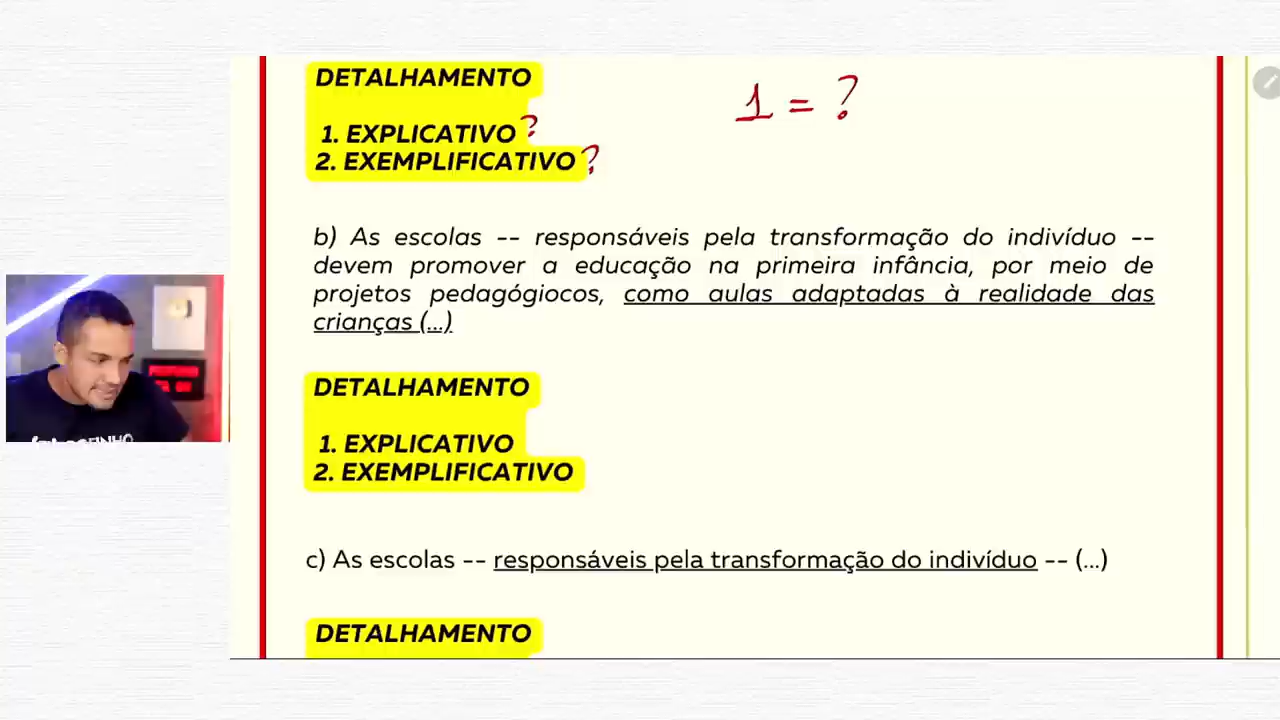 DETALHAMENTO
1 = ?
1. EXPLICATIVO ?
2. EXEMPLIFICATIVO ?
b) As escolas -- responsáveis pela transformação do indivíduo --
devem promover a educação na primeira infância, por meio de
projetos pedagógiocos, como aulas adaptadas à realidade das
crianças (...)
DETALHAMENTO
1. EXPLICATIVO
2. EXEMPLIFICATIVO
c) As escolas -- responsáveis pela transformação do indivíduo -- (...)
DETALHAMENTO